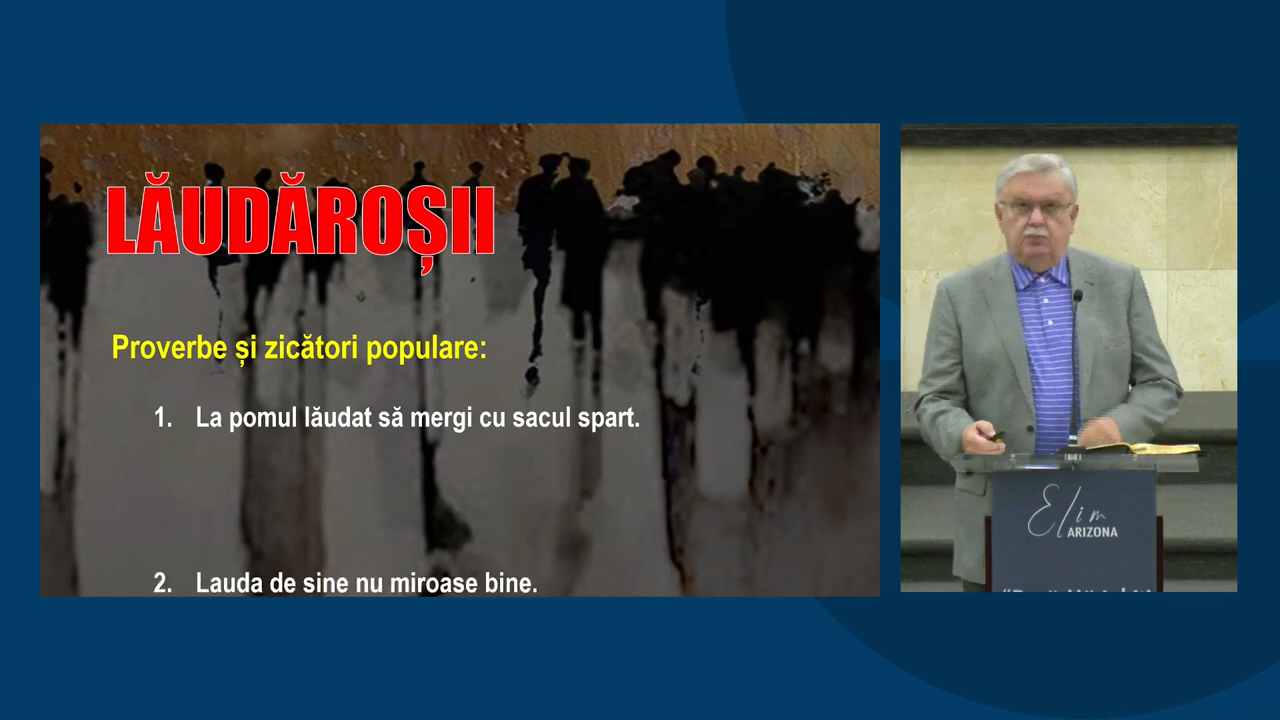 LĂUDĂROȘII
Proverbe și zicători populare:
1. La pomul lăudat să mergi cu sacul spart.
2. Lauda de sine nu miroase bine.
Elim
ARIZONA